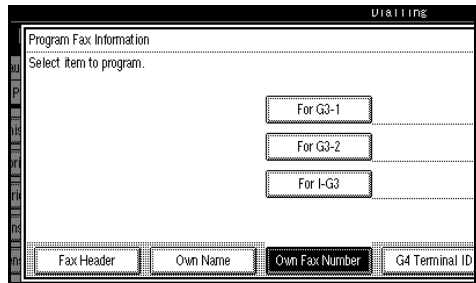 Dialling
Program Fax Information
Select item to program.
For G3-1
For G3-2
For I-G3
Fax Header Own Name Own Fax Number G4 Terminal ID